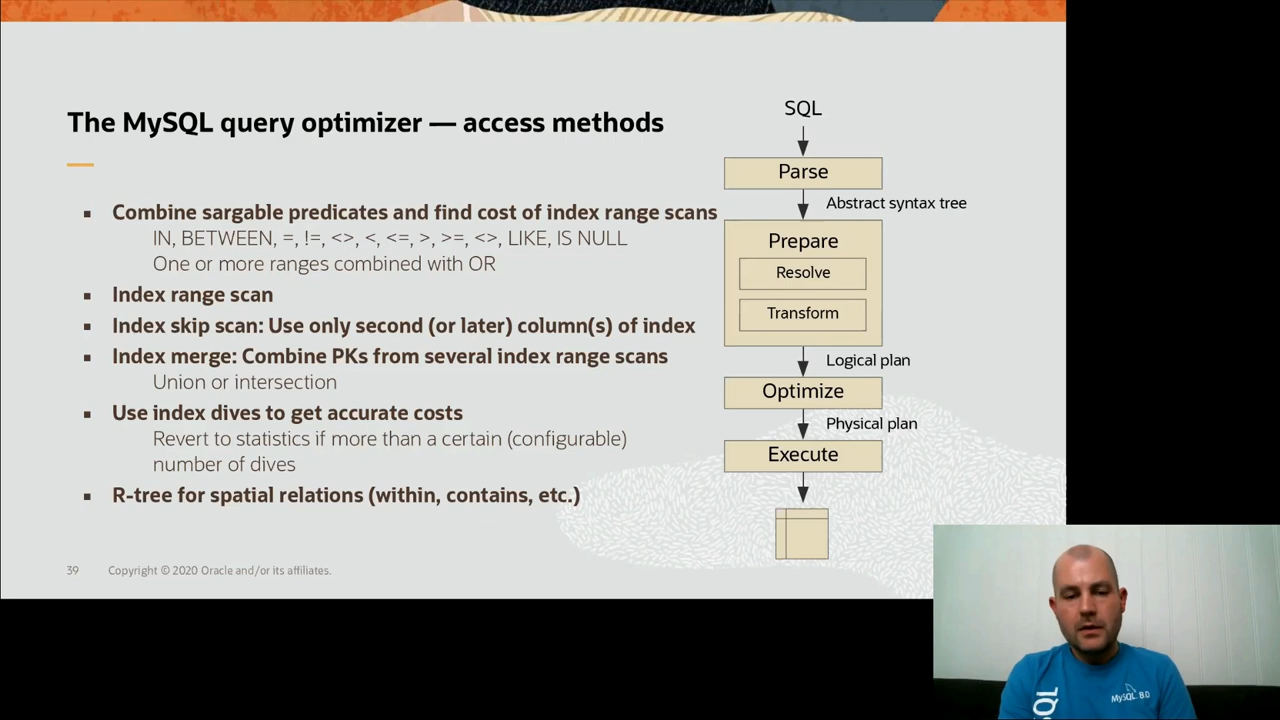 The MySQL query optimizer — access methods
▪ Combine sargable predicates and find cost of index range scans
IN, BETWEEN, =, !=, <>, <, <=, >, >=, <>, LIKE, IS NULL
One or more ranges combined with OR
▪ Index range scan
▪ Index skip scan: Use only second (or later) column(s) of index
▪ Index merge: Combine PKs from several index range scans
Union or intersection
▪ Use index dives to get accurate costs
Revert to statistics if more than a certain (configurable)
number of dives
▪ R-tree for spatial relations (within, contains, etc.)
SQL
Parse
Abstract syntax tree
Prepare
Resolve
Transform
Logical plan
Optimize
Physical plan
Execute
39 Copyright © 2020 Oracle and/or its affiliates.
MySQL 8.0
QL